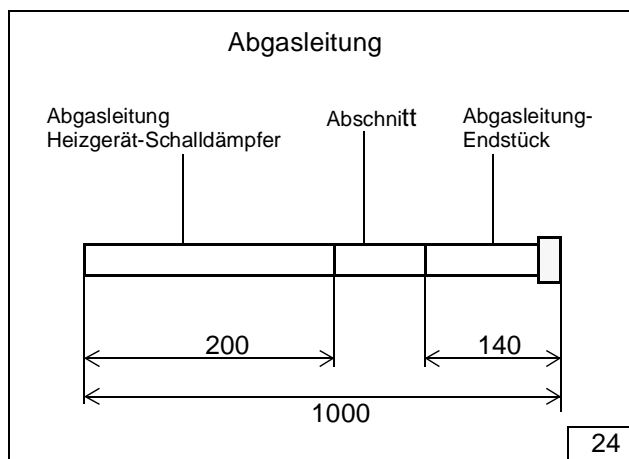 Abgasleitung
Abgasleitung
Heizgerät-Schalldämpfer
Abschnitt
Abgasleitung-
Endstück
200
140
1000
24